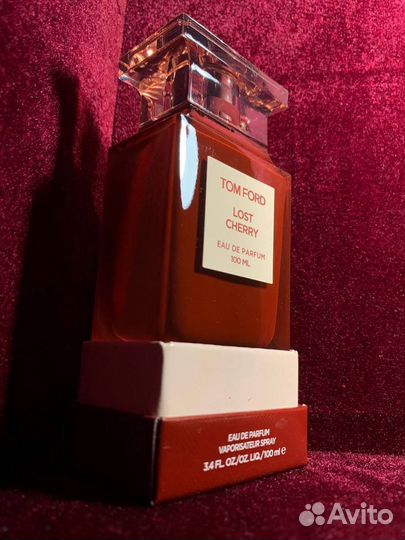 TOM FORD
LOST
CHERRY
EAU DE PARFUM
100 ML
EAU DE PARFUM
VAPORISATEUR SPRAY
3.4 FL. OZ./OZ. LIQ./100 ml e
Avito